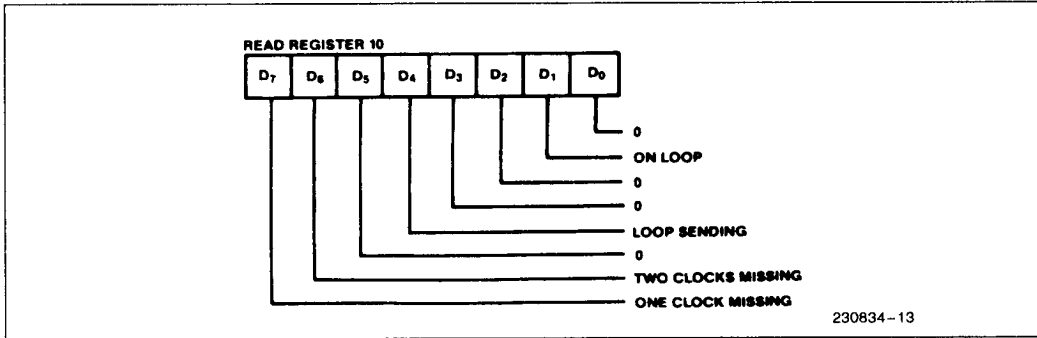 READ REGISTER 10
D7 D6 D5 D4 D3 D2 D1 D0
0
ON LOOP
0
0
LOOP SENDING
0
TWO CLOCKS MISSING
ONE CLOCK MISSING
230834-13